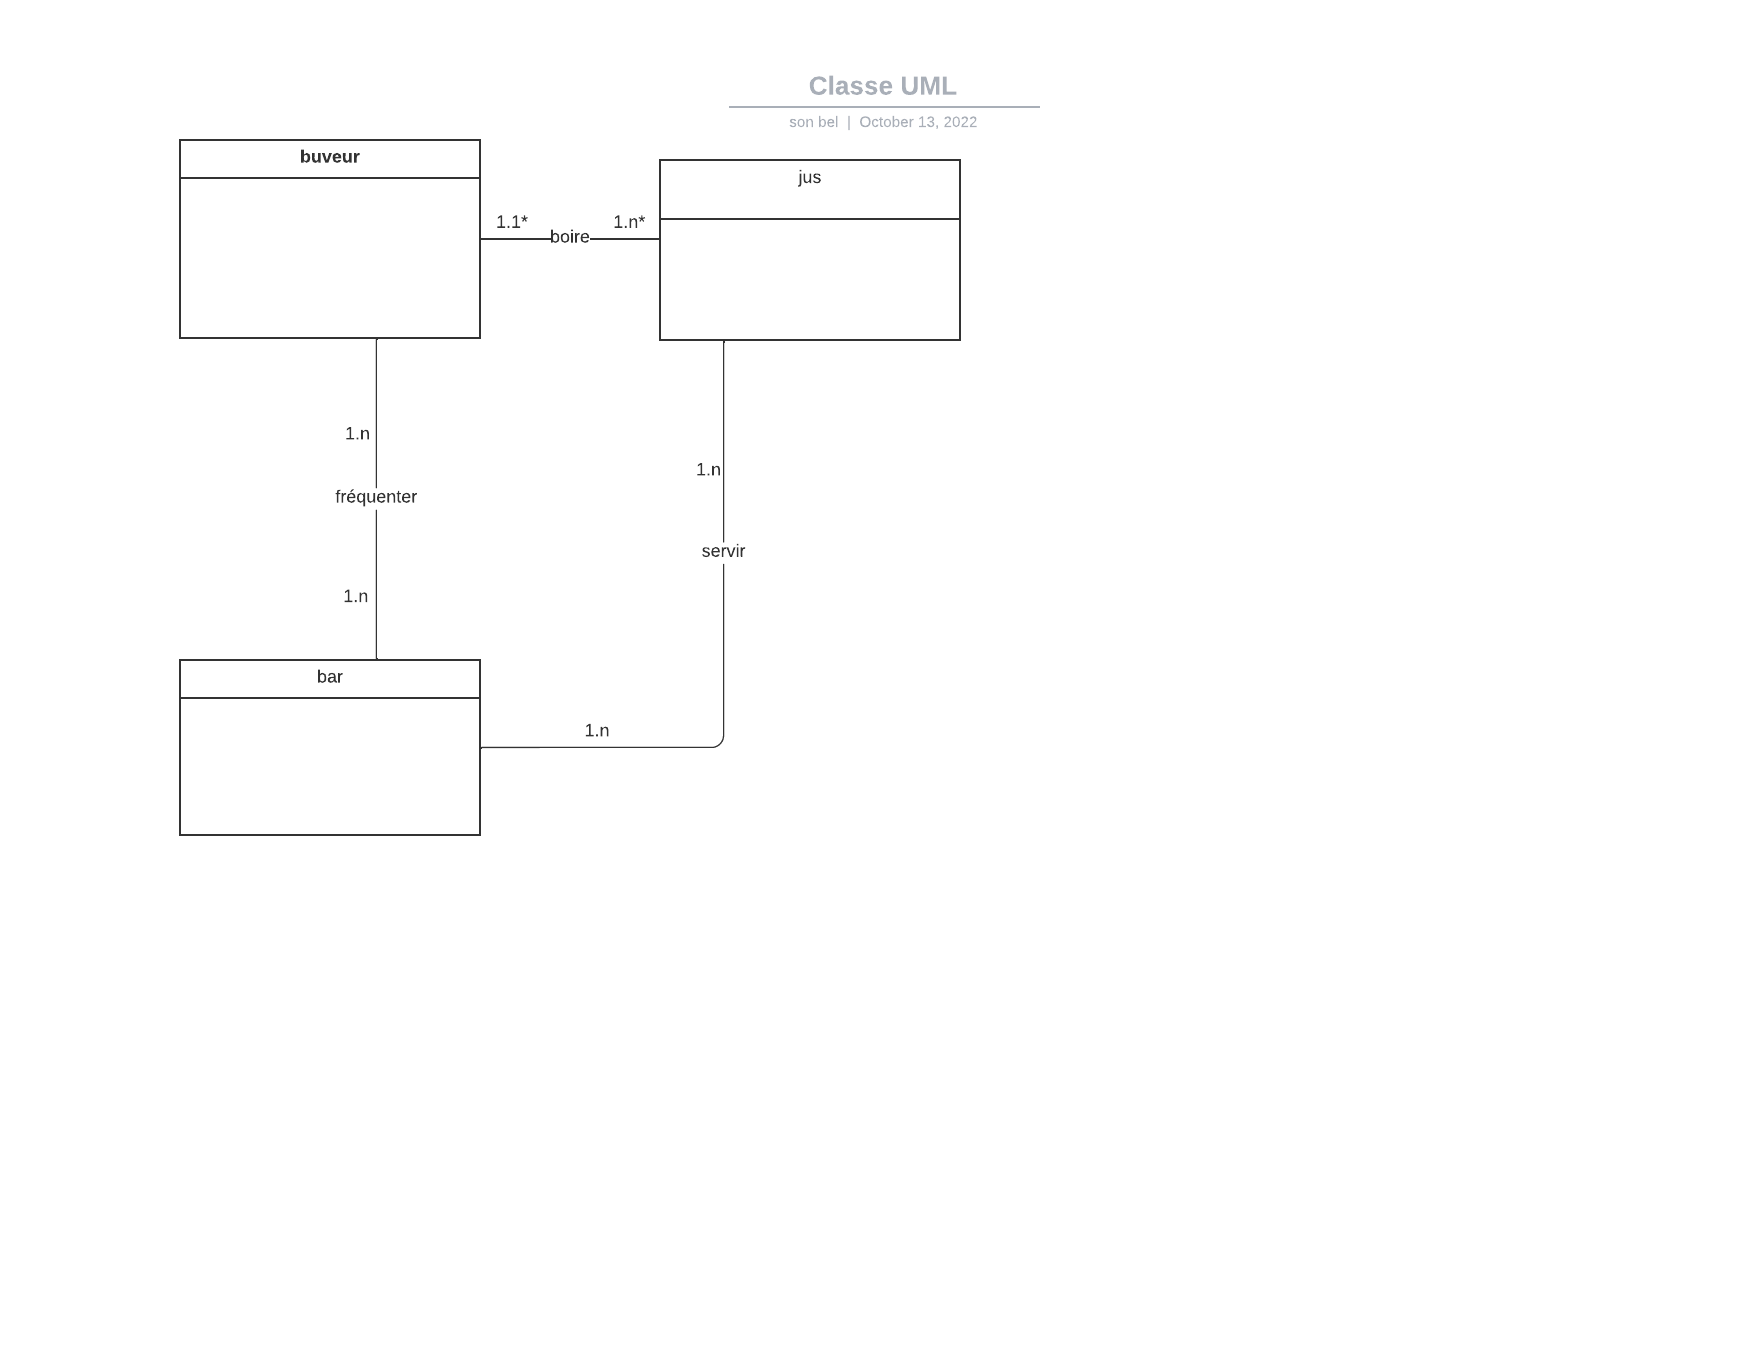 Classe UML
son bel | October 13, 2022
buveur
jus
1.1*
boire
1.n*
1.n
fréquenter
1.n
1.n
servir
1.n
bar